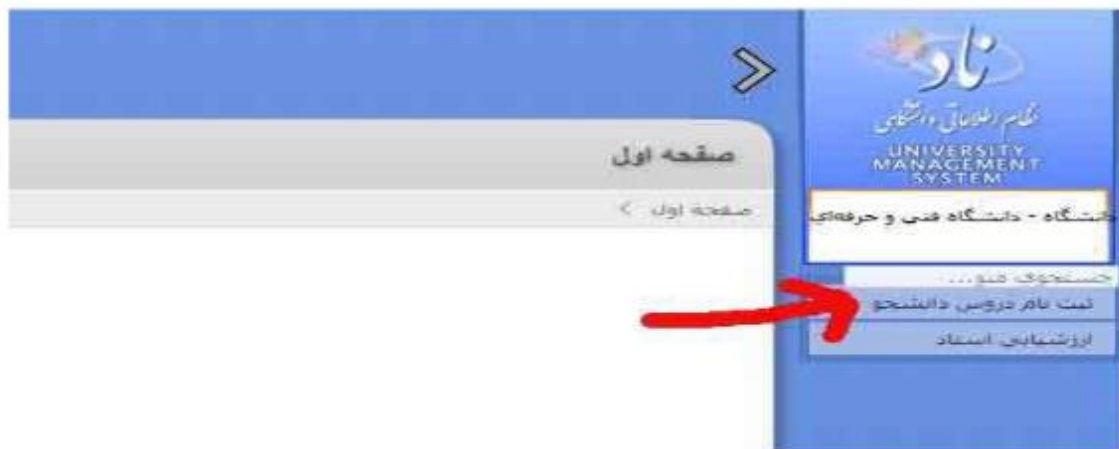 ناد
نظام اطلاعاتی دانشگاهی
UNIVERSITY
MANAGEMENT
SYSTEM
دانشگاه - دانشگاه فنی و حرفه‌ای
جستجوی منو...
ثبت نام دروس دانشجو
ارزشیابی استاد
صفحه اول
صفحه اول >